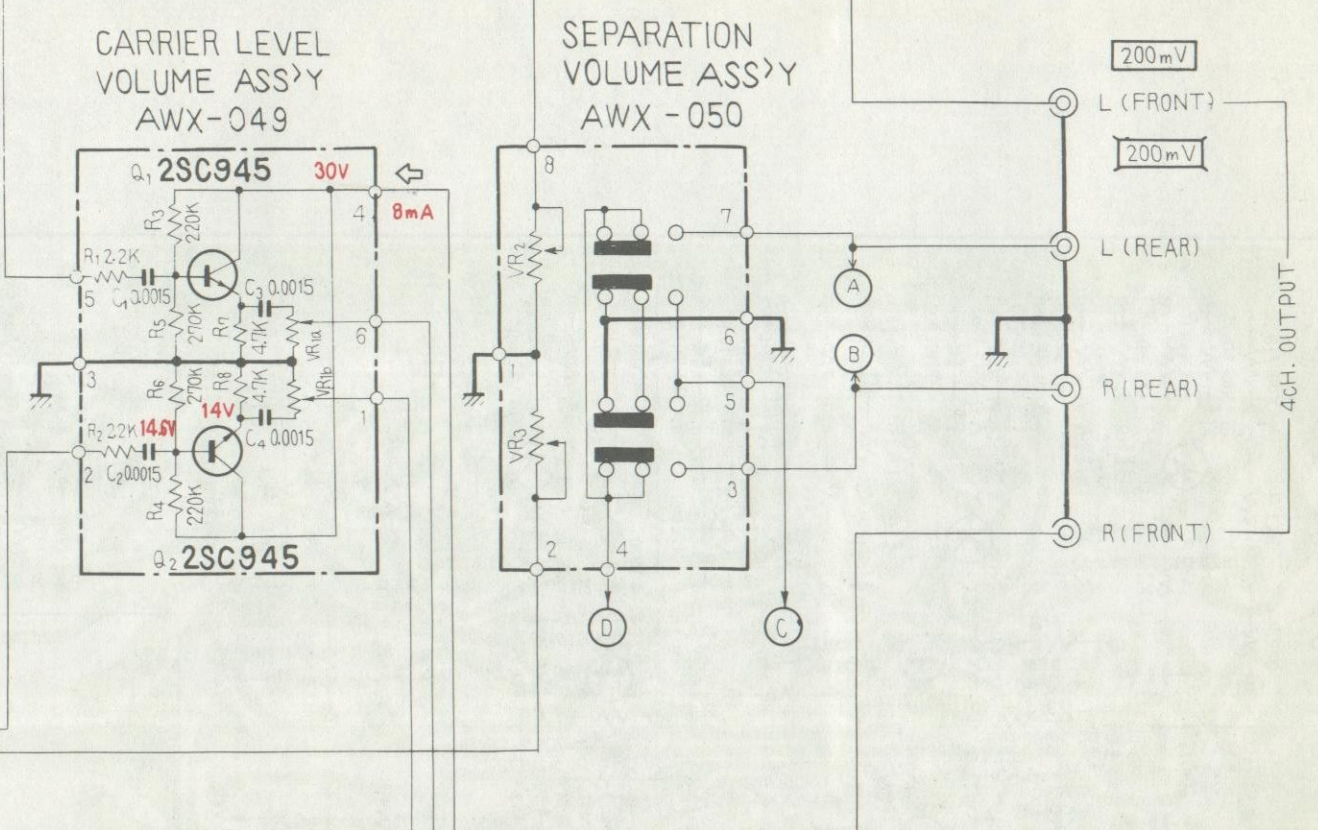 CARRIER LEVEL
VOLUME ASS'Y
AWX-049
Q1 2SC945
30V
8mA
4
R3
220K
R1 2.2K
5
C1 0.0015
C3 0.0015
R5
270K
R7
4.7K
VR1a
6
3
R6
270K
R8
4.7K
VR1b
1
14V
R2 2.2K
14.6V
C4 0.0015
2
C2 0.0015
R4
220K
Q2 2SC945
SEPARATION
VOLUME ASS'Y
AWX-050
8
7
VR2
6
1
5
VR3
3
2
4
D
C
A
B
200mV
L (FRONT)
200mV
L (REAR)
R (REAR)
R (FRONT)
4CH. OUTPUT